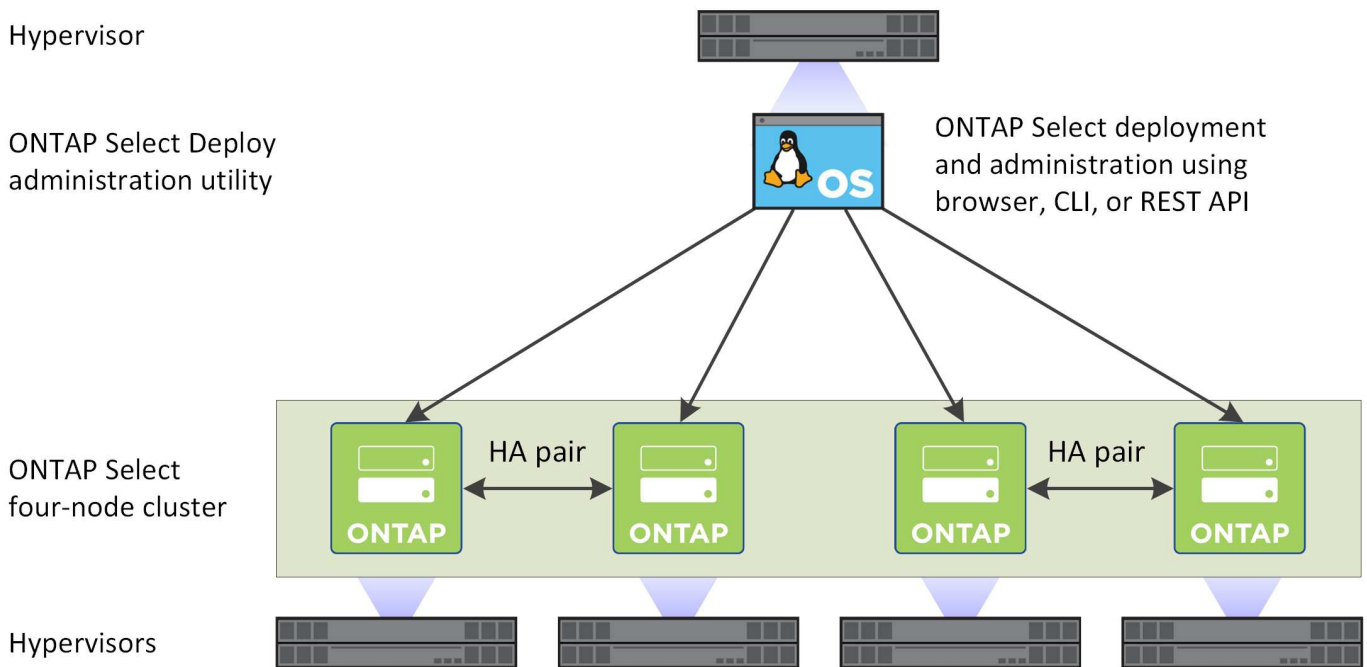 Hypervisor
ONTAP Select Deploy
administration utility
OS
ONTAP Select deployment
and administration using
browser, CLI, or REST API
ONTAP Select
four-node cluster
HA pair
HA pair
ONTAP
ONTAP
ONTAP
ONTAP
Hypervisors